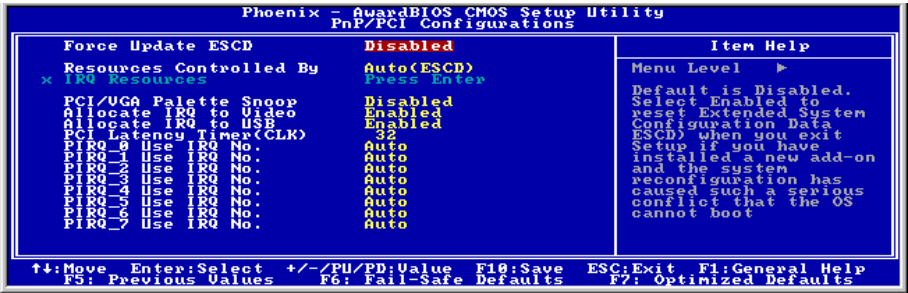 Phoenix - AwardBIOS CMOS Setup Utility
PnP/PCI Configurations
Force Update ESCD Disabled
Resources Controlled By Auto(ESCD)
x IRQ Resources Press Enter
PCI/VGA Palette Snoop Disabled
Allocate IRQ to Video Enabled
Allocate IRQ to USB Enabled
PCI Latency Timer(CLK) 32
PIRQ_0 Use IRQ No. Auto
PIRQ_1 Use IRQ No. Auto
PIRQ_2 Use IRQ No. Auto
PIRQ_3 Use IRQ No. Auto
PIRQ_4 Use IRQ No. Auto
PIRQ_5 Use IRQ No. Auto
PIRQ_6 Use IRQ No. Auto
PIRQ_7 Use IRQ No. Auto
Item Help
Menu Level ►
Default is Disabled.
Select Enabled to
reset Extended System
Configuration Data
ESCD) when you exit
Setup if you have
installed a new add-on
and the system
reconfiguration has
caused such a serious
conflict that the OS
cannot boot
↑↓:Move Enter:Select +/-/PU/PD:Value F10:Save ESC:Exit F1:General Help
F5: Previous Values F6: Fail-Safe Defaults F7: Optimized Defaults